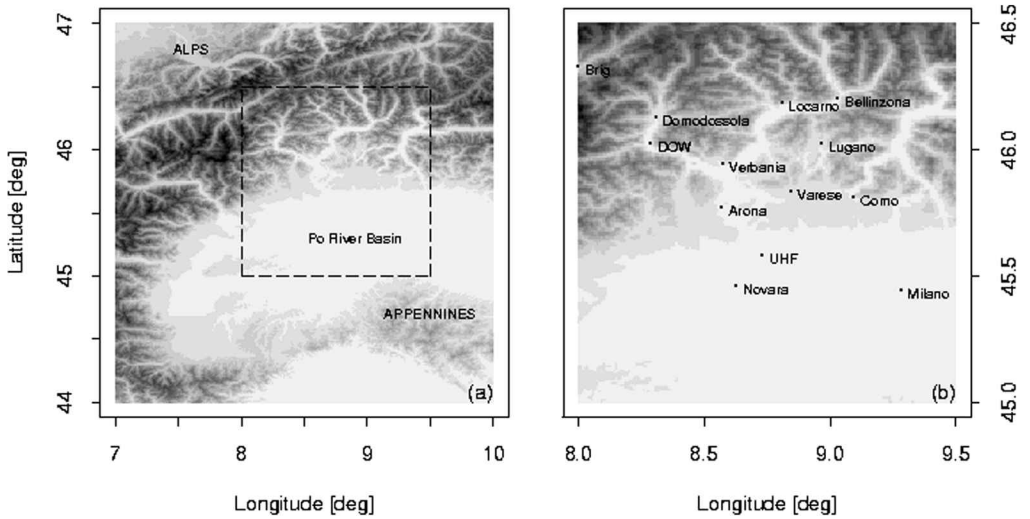 47
46
45
44
Latitude [deg]
ALPS
Po River Basin
APPENNINES
(a)
7
8
9
10
Longitude [deg]
Brig
Domodossola
DOW
Locarno
Bellinzona
Lugano
Verbania
Varese
Como
Arona
UHF
Novara
Milano
(b)
46.5
46.0
45.5
45.0
8.0
8.5
9.0
9.5
Longitude [deg]